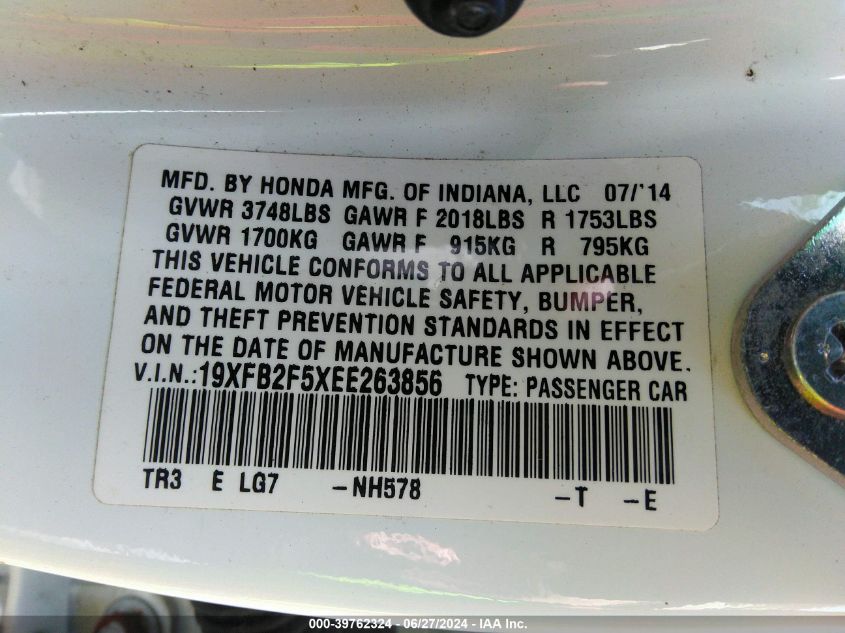 MFD. BY HONDA MFG. OF INDIANA, LLC 07/'14
GVWR 3748LBS GAWR F 2018LBS R 1753LBS
GVWR 1700KG GAWR F 915KG R 795KG
THIS VEHICLE CONFORMS TO ALL APPLICABLE
FEDERAL MOTOR VEHICLE SAFETY, BUMPER,
AND THEFT PREVENTION STANDARDS IN EFFECT
ON THE DATE OF MANUFACTURE SHOWN ABOVE.
V.I.N.:19XFB2F5XEE263856 TYPE: PASSENGER CAR
TR3 E LG7 -NH578 -T -E
000-39762324 | 06/27/2024 - IAA Inc.